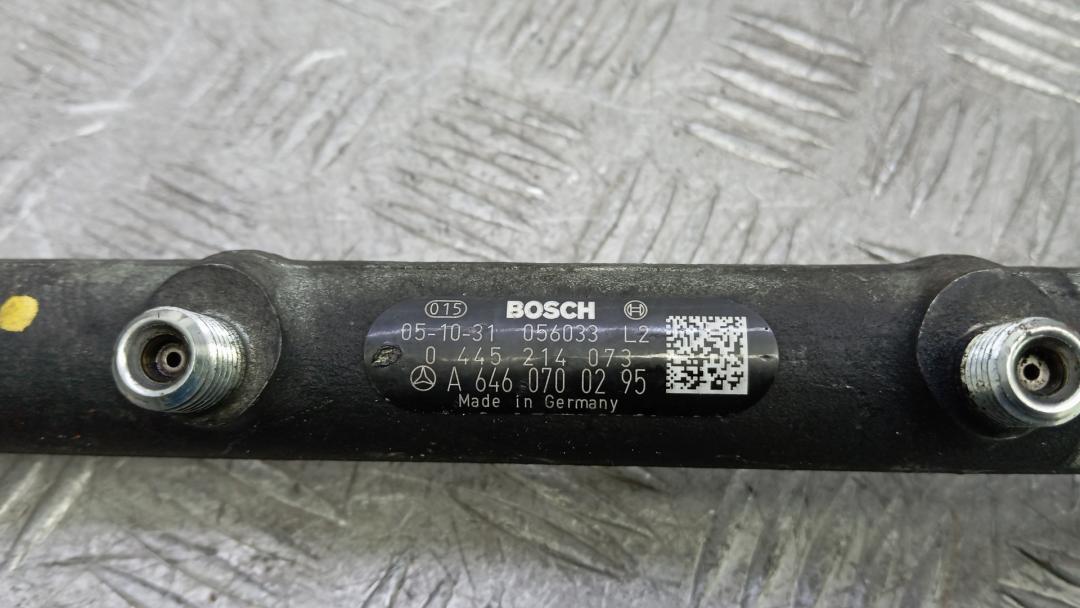 015 BOSCH
05-10-31 056033 L2
0 445 214 073
A 646 070 02 95
Made in Germany